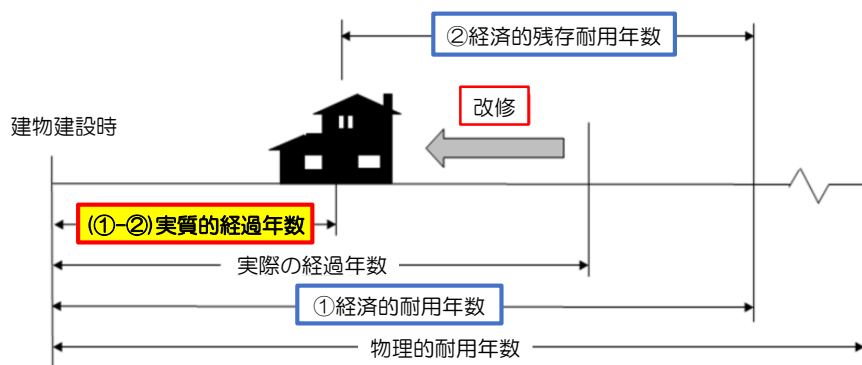 ②経済的残存耐用年数
改修
建物建設時
(①-②)実質的経過年数
実際の経過年数
①経済的耐用年数
物理的耐用年数